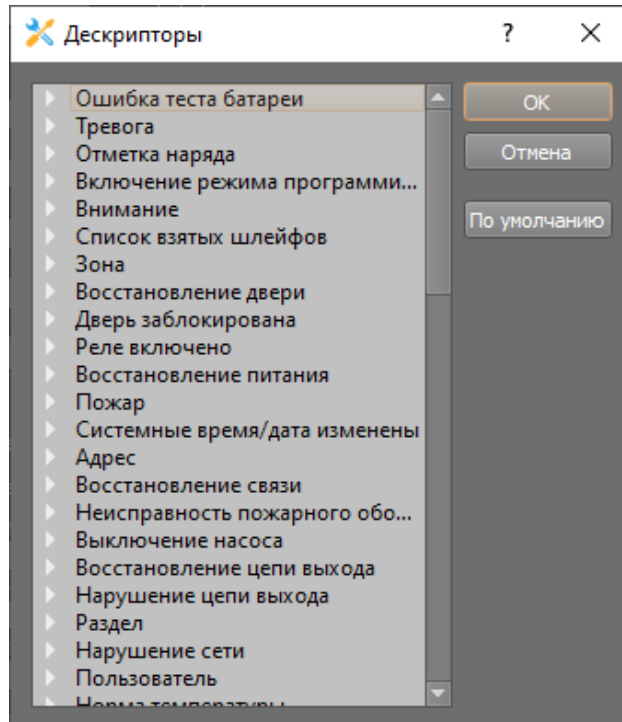 Дескрипторы
?
Ошибка теста батареи
Тревога
Отметка наряда
Включение режима программи...
Внимание
Список взятых шлейфов
Зона
Восстановление двери
Дверь заблокирована
Реле включено
Восстановление питания
Пожар
Системные время/дата изменены
Адрес
Восстановление связи
Неисправность пожарного обо...
Выключение насоса
Восстановление цепи выхода
Нарушение цепи выхода
Раздел
Нарушение сети
Пользователь
Норма температуры
OK
Отмена
По умолчанию